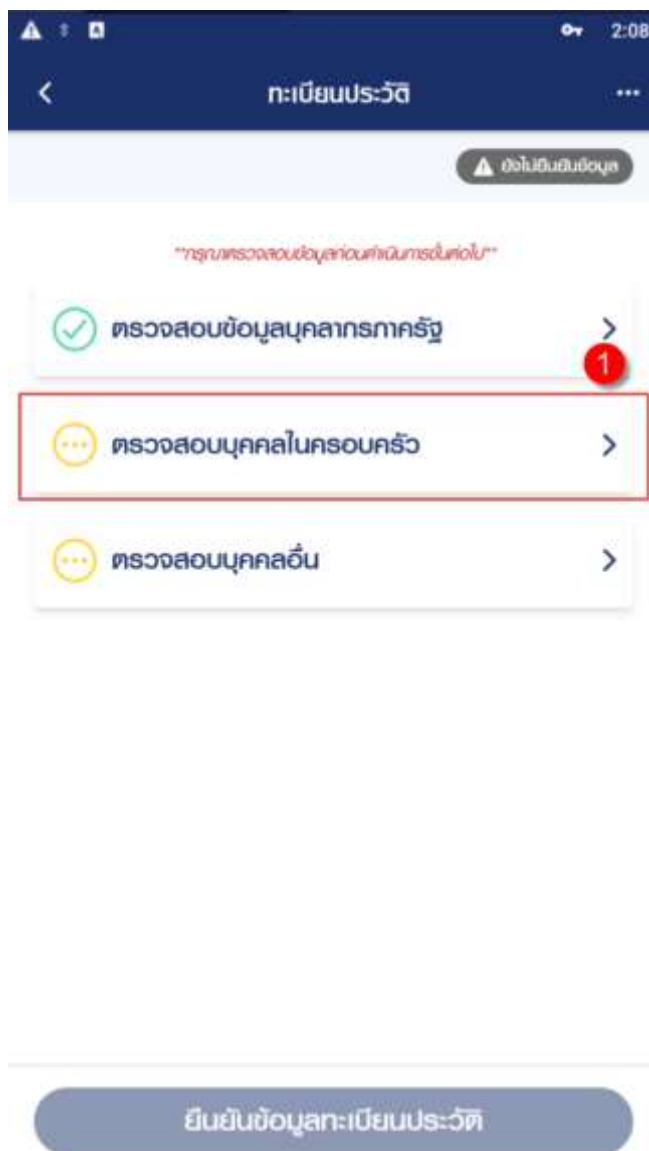 2:08
ทะเบียนประวัติ
ยังไม่ยืนยันข้อมูล
**กรุณาตรวจสอบข้อมูลก่อนดำเนินการขั้นต่อไป**
ตรวจสอบข้อมูลบุคลากรภาครัฐ
1
ตรวจสอบบุคคลในครอบครัว
ตรวจสอบบุคคลอื่น
ยืนยันข้อมูลทะเบียนประวัติ